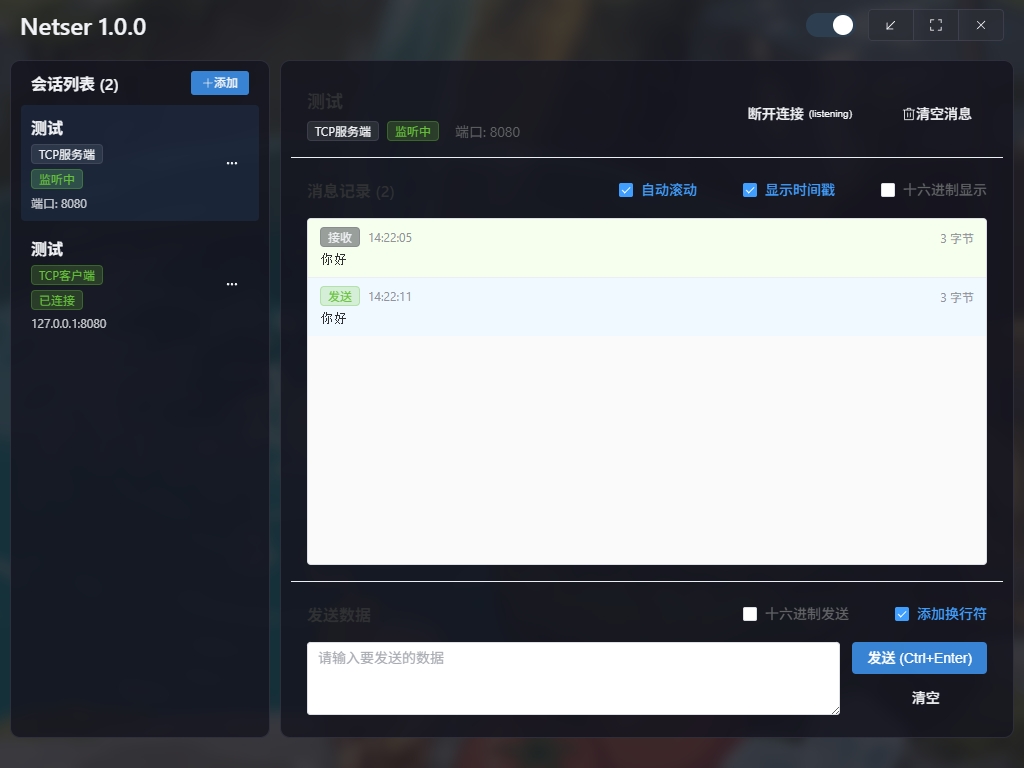 Netser 1.0.0
会话列表 (2)
添加
测试
TCP服务端
监听中
端口: 8080
测试
TCP客户端
已连接
127.0.0.1:8080
测试
TCP服务端 监听中 端口: 8080
断开连接 (listening) 清空消息
消息记录 (2) 自动滚动 显示时间戳 十六进制显示
接收 14:22:05 3 字节
你好
发送 14:22:11 3 字节
你好
发送数据 十六进制发送 添加换行符
请输入要发送的数据
发送 (Ctrl+Enter)
清空